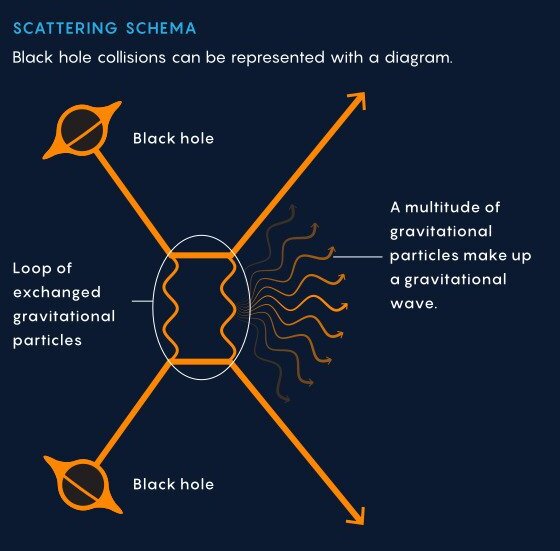 SCATTERING SCHEMA
Black hole collisions can be represented with a diagram.
Black hole
A multitude of
gravitational
particles make up
a gravitational
wave.
Loop of
exchanged
gravitational
particles
Black hole